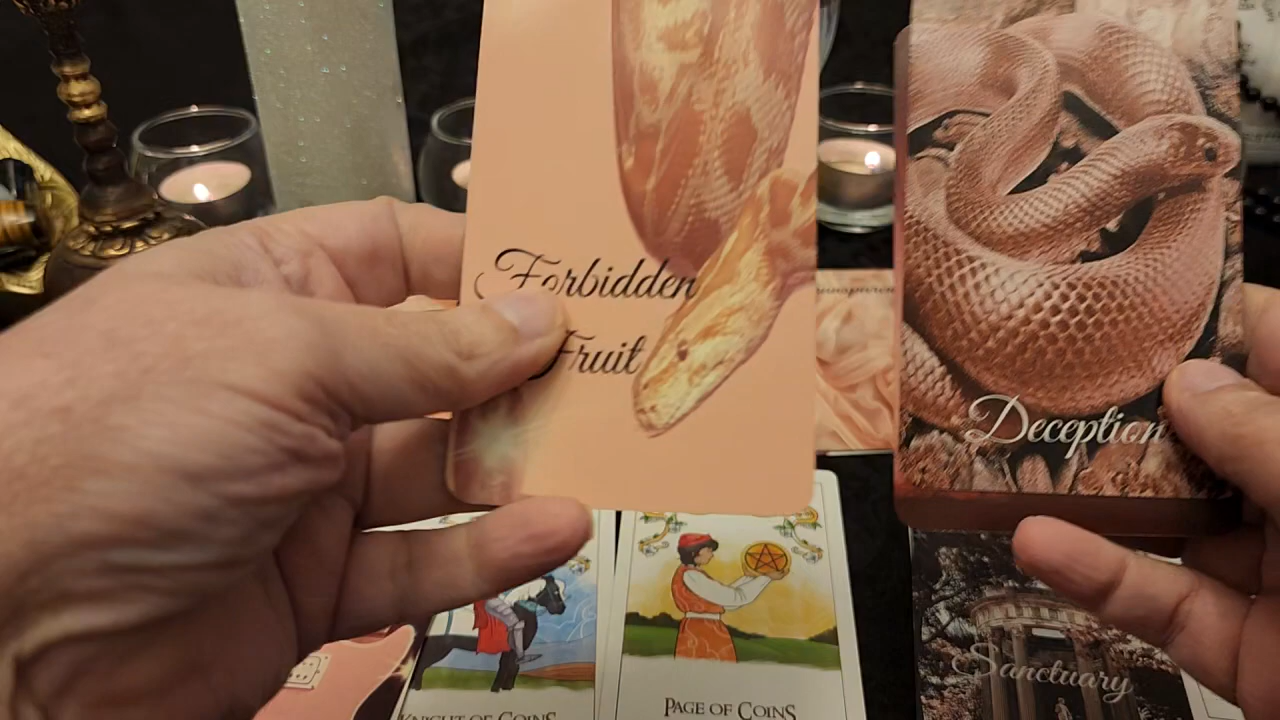 Forbidden
Fruit
Deception
Sanctuary
KNIGHT OF COINS
PAGE OF COINS